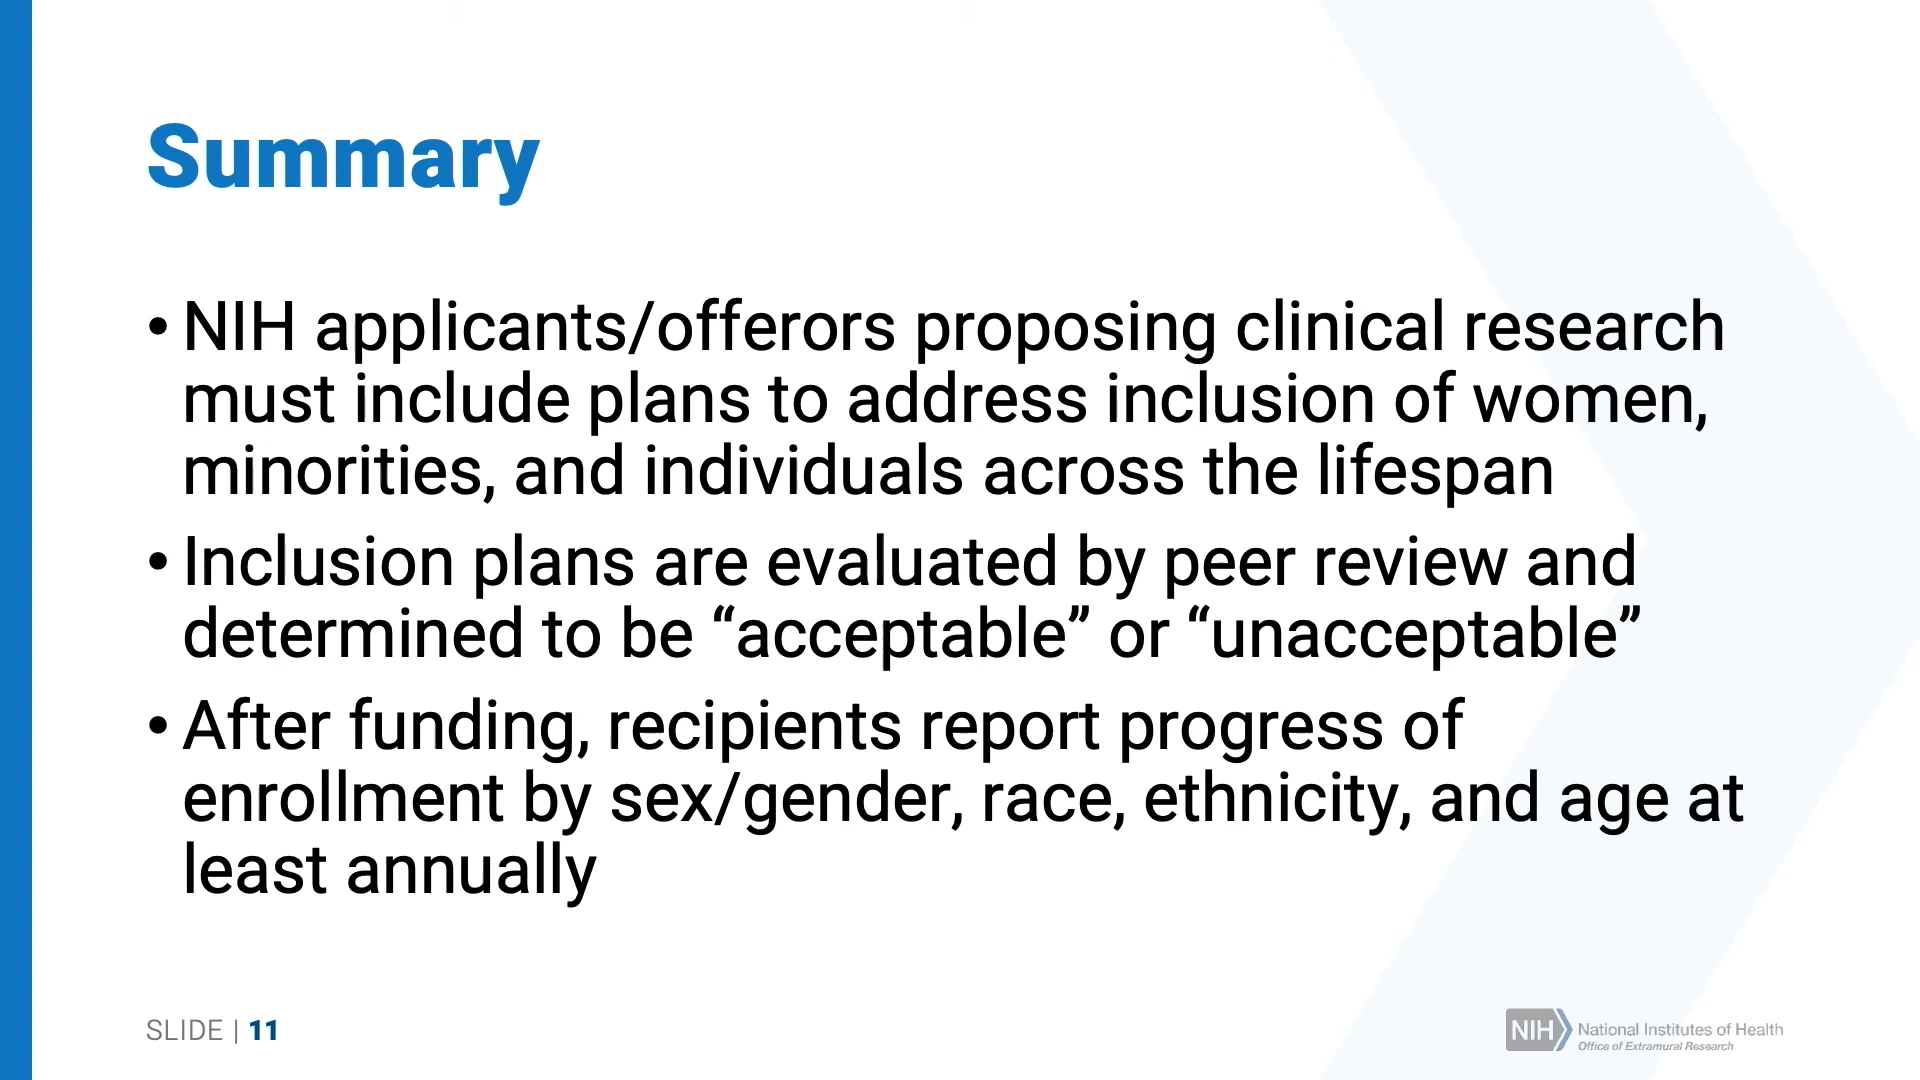 Summary
• NIH applicants/offerors proposing clinical research
must include plans to address inclusion of women,
minorities, and individuals across the lifespan
• Inclusion plans are evaluated by peer review and
determined to be “acceptable” or “unacceptable”
• After funding, recipients report progress of
enrollment by sex/gender, race, ethnicity, and age at
least annually
SLIDE | 11
NIH National Institutes of Health
Office of Extramural Research